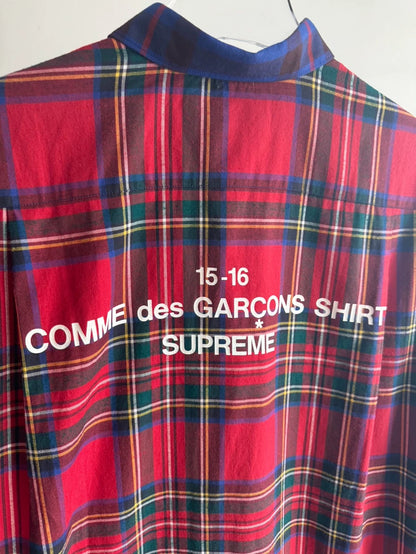 15-16
COMME des GARÇONS SHIRT
*
SUPREME